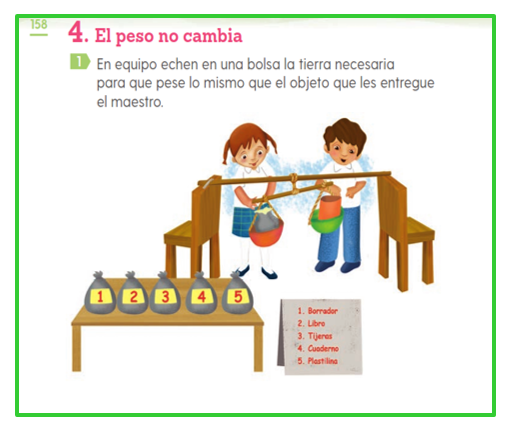 158
4. El peso no cambia
1 En equipo echen en una bolsa la tierra necesaria
para que pese lo mismo que el objeto que les entregue
el maestro.
1 2 3 4 5
1. Borrador
2. Libro
3. Tijeras
4. Cuaderno
5. Plastilina